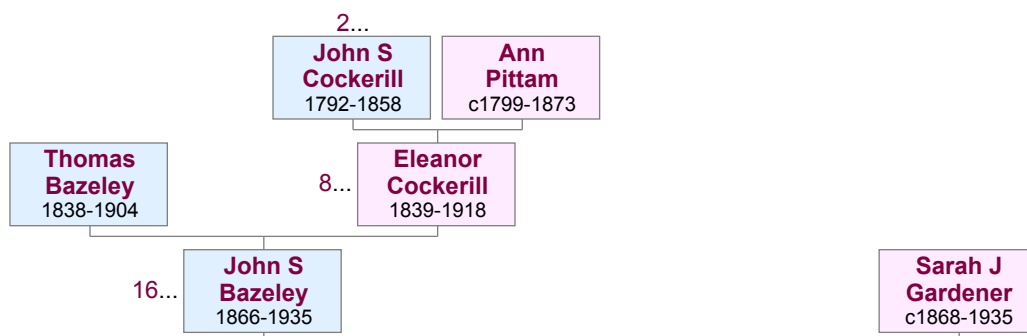 2...
John S
Cockerill
1792-1858
Ann
Pittam
c1799-1873
Thomas
Bazeley
1838-1904
8...
Eleanor
Cockerill
1839-1918
16...
John S
Bazeley
1866-1935
Sarah J
Gardener
c1868-1935